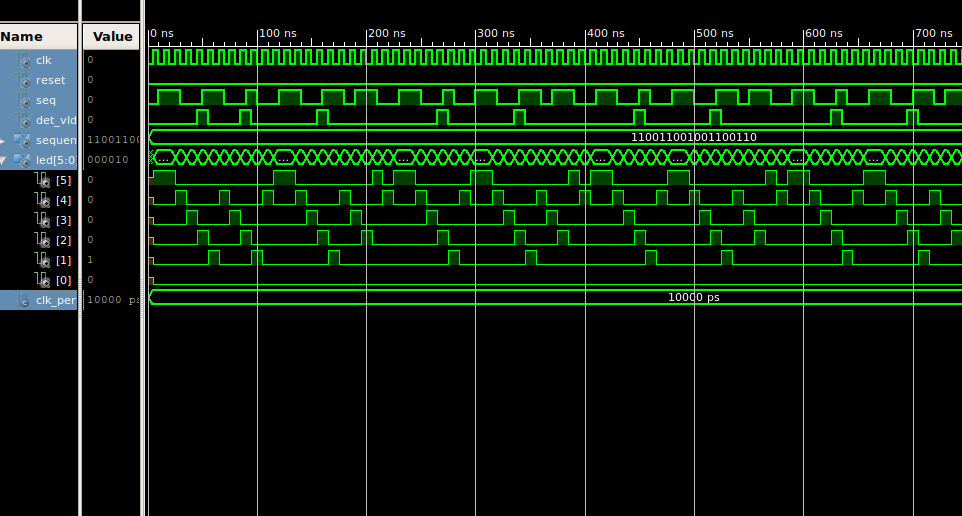 Name Value 0 ns 100 ns 200 ns 300 ns 400 ns 500 ns 600 ns 700 ns
clk 0
reset 0
seq 0
det_vld 0
sequen 11001100 110011001001100110
led[5:0] 000010 ... ... ... ... ... ... ... ...
[5] 0
[4] 0
[3] 0
[2] 0
[1] 1
[0] 0
clk_per 10000 ps 10000 ps